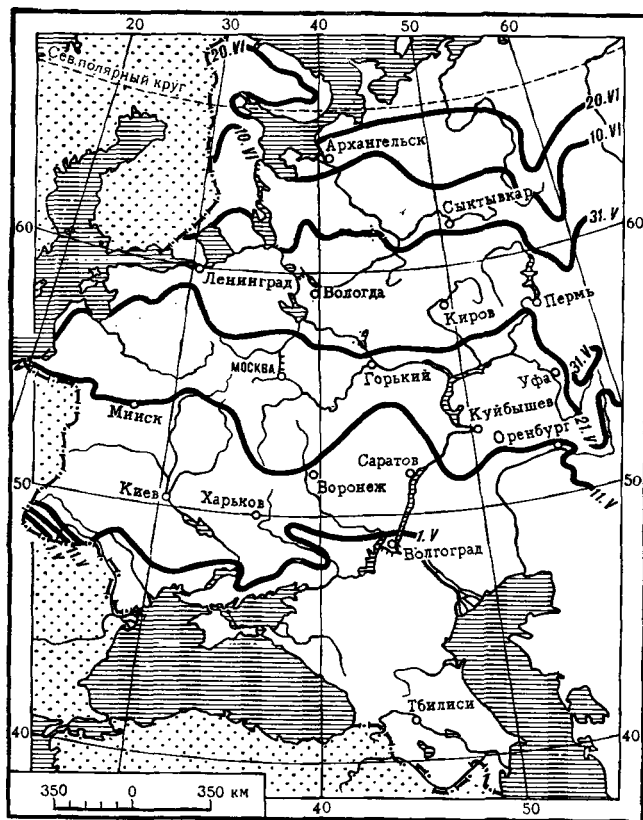 20 30 40 50 60
20.VI
Сев. полярный круг
20.VI
10.VI
10.VI
Архангельск
Сыктывкар
31.V
60
60
Ленинград
Вологда
Киров
Пермь
МОСКВА
Горький
Уфа
31.V
Минск
Куйбышев
21.V
Оренбург
Саратов
Воронеж
11.V
50
50
Киев
Харьков
1.V
Волгоград
Тбилиси
40
40
350 0 350 км
40 50